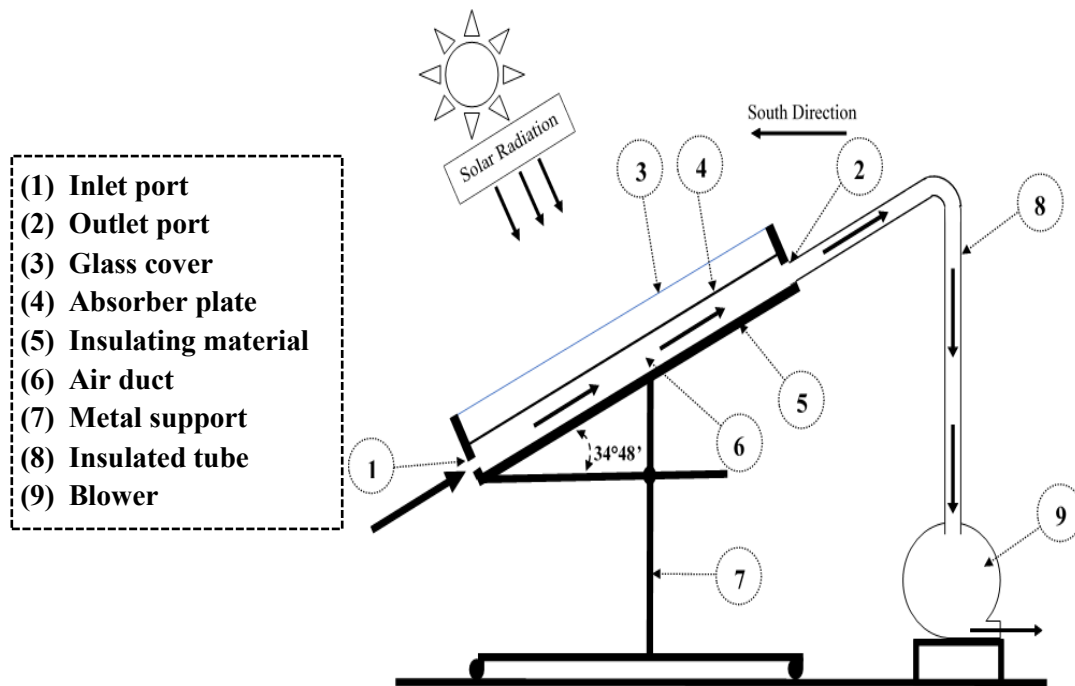 (1) Inlet port
(2) Outlet port
(3) Glass cover
(4) Absorber plate
(5) Insulating material
(6) Air duct
(7) Metal support
(8) Insulated tube
(9) Blower
Solar Radiation
South Direction
3
4
2
8
1
34°48'
6
5
7
9